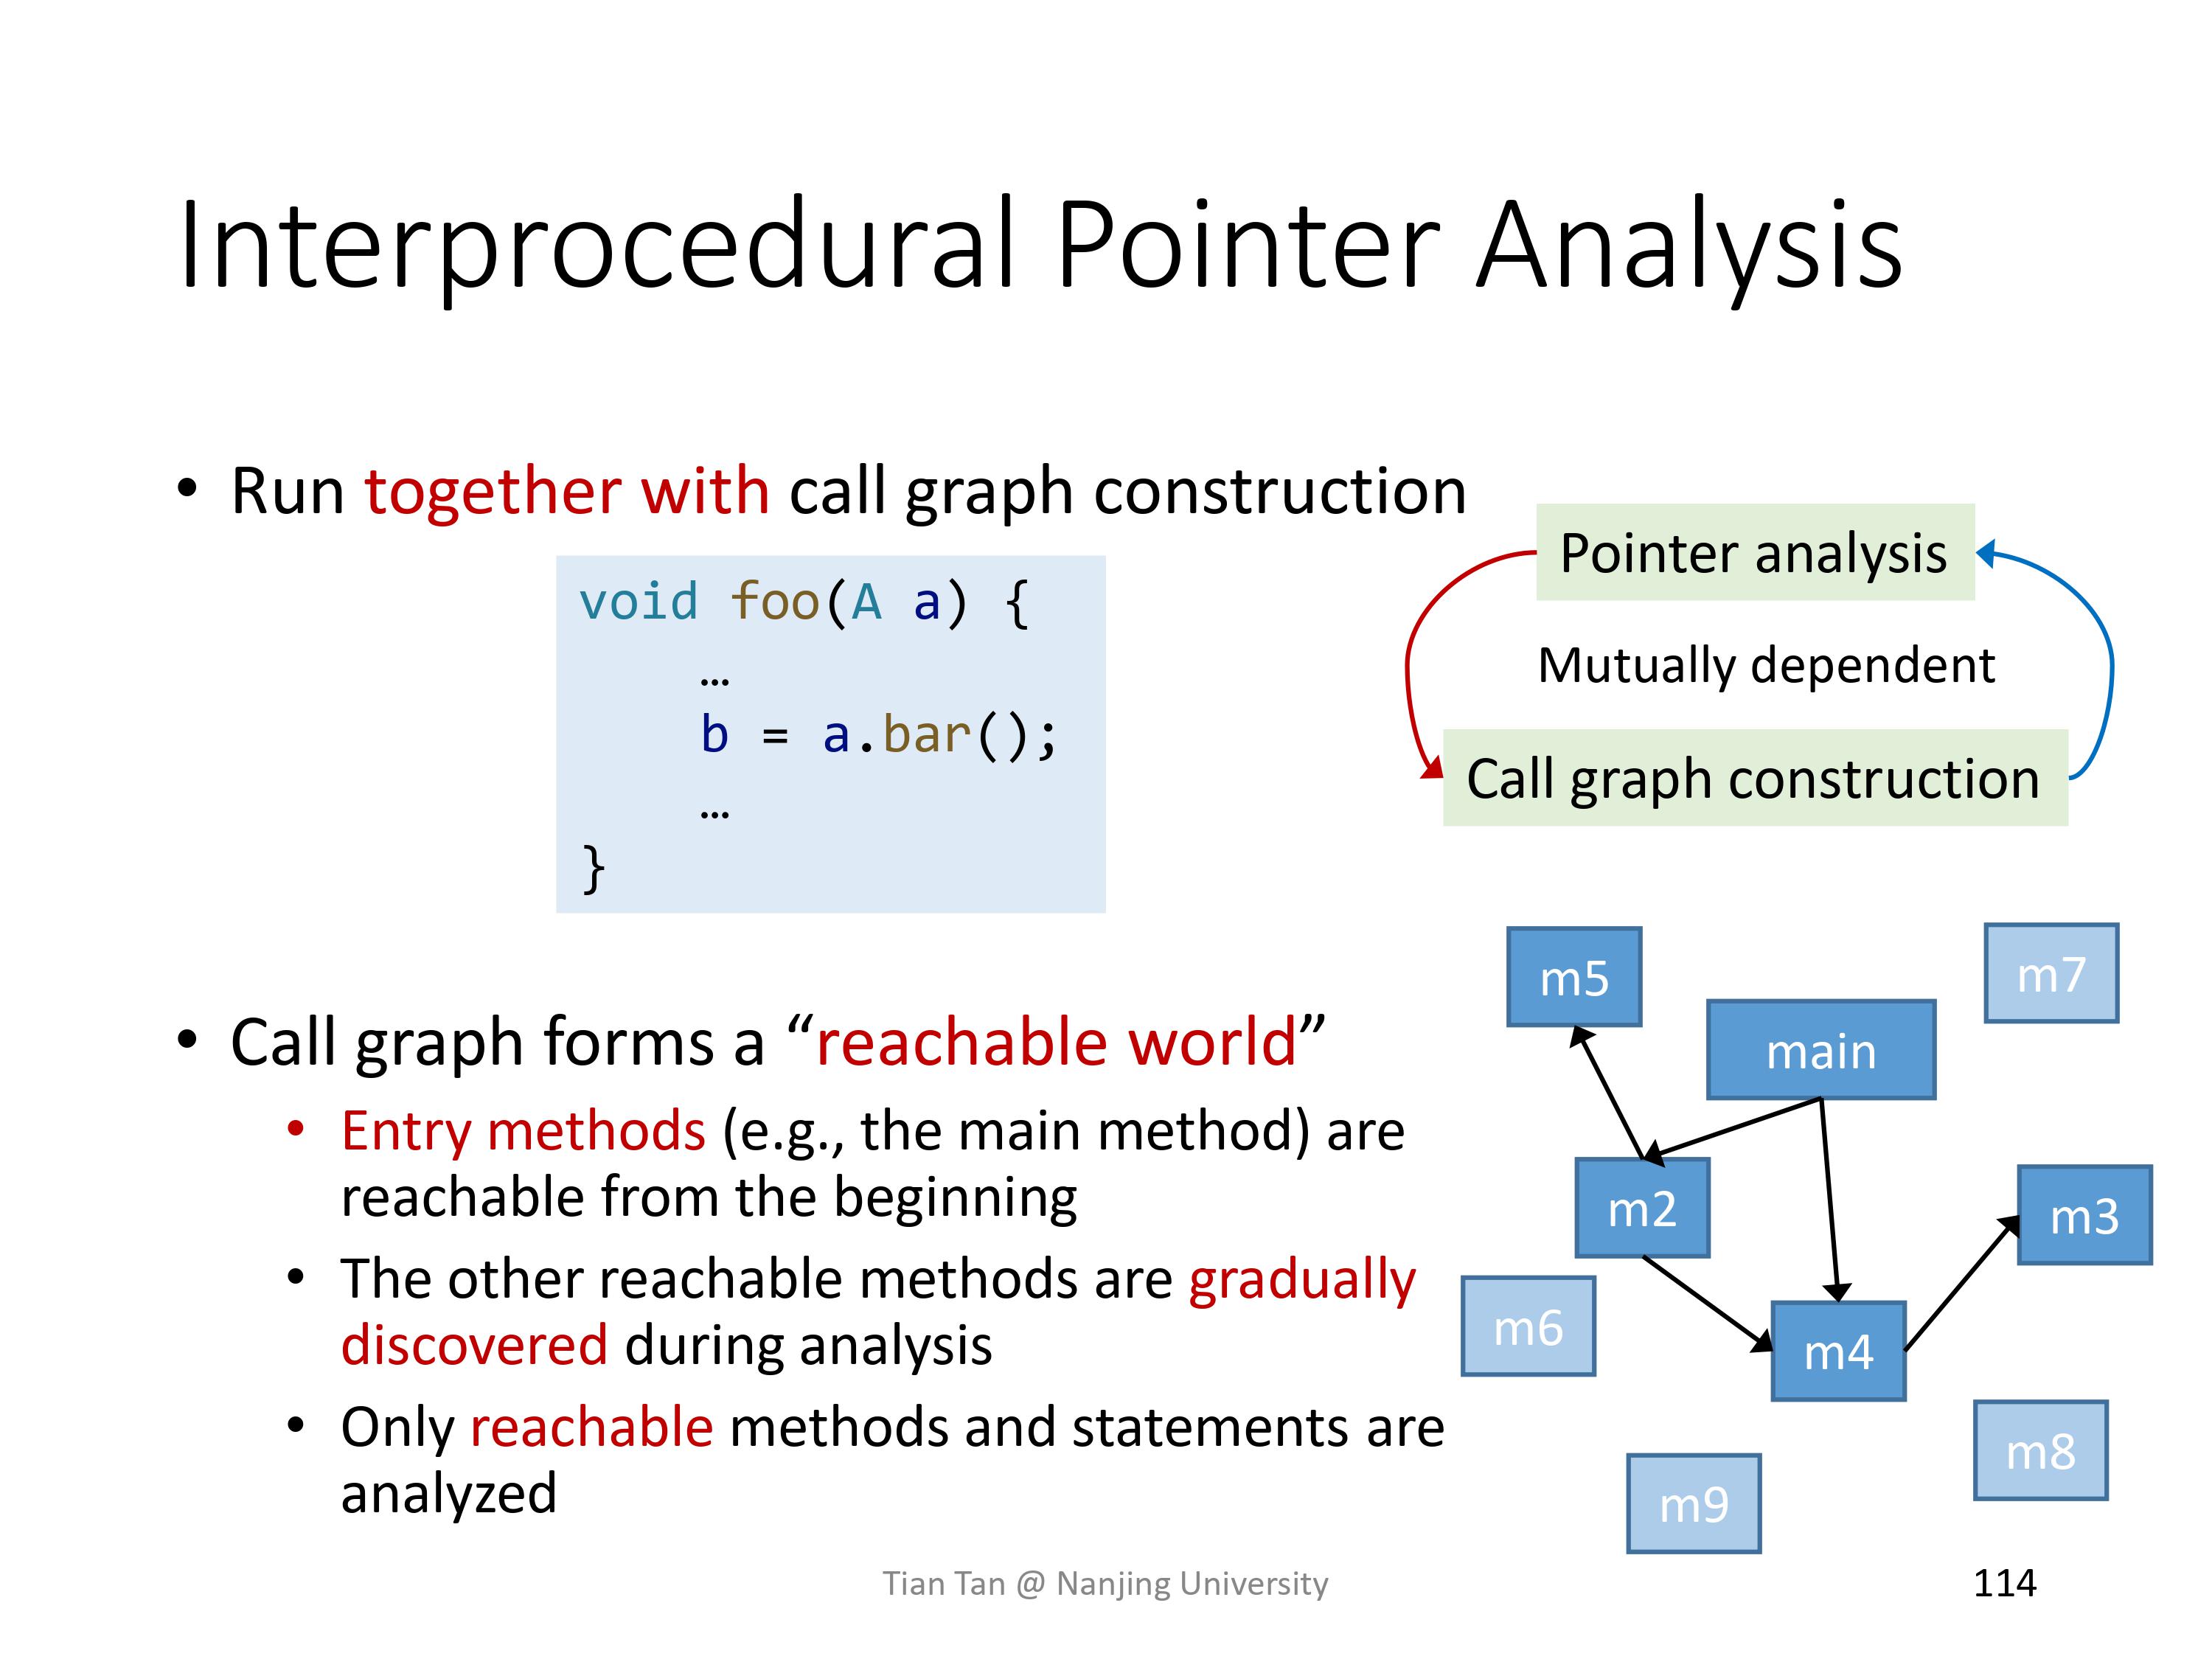 Interprocedural Pointer Analysis
• Run together with call graph construction
void foo(A a) {
…
b = a.bar();
…
}
Pointer analysis
Mutually dependent
Call graph construction
• Call graph forms a “reachable world”
• Entry methods (e.g., the main method) are
reachable from the beginning
• The other reachable methods are gradually
discovered during analysis
• Only reachable methods and statements are
analyzed
m5
m7
main
m2
m3
m6
m4
m8
m9
Tian Tan @ Nanjing University
114